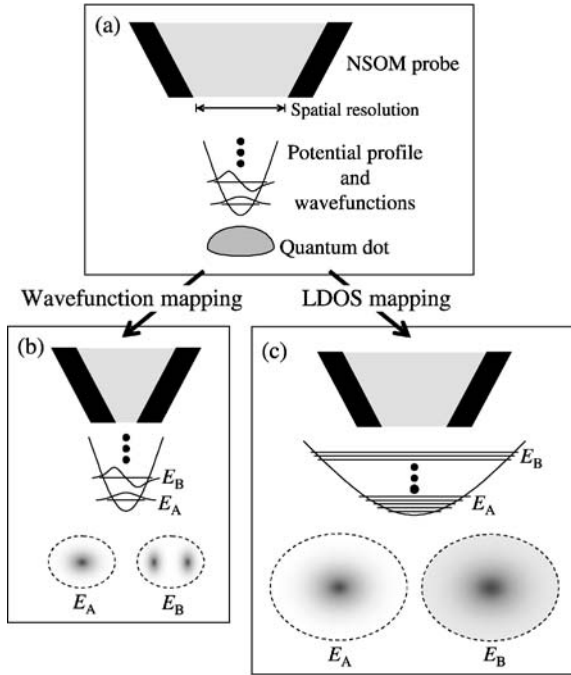 (a)
NSOM probe
Spatial resolution
Potential profile
and
wavefunctions
Quantum dot
Wavefunction mapping
LDOS mapping
(b)
E_B
E_A
E_A
E_B
(c)
E_B
E_A
E_A
E_B